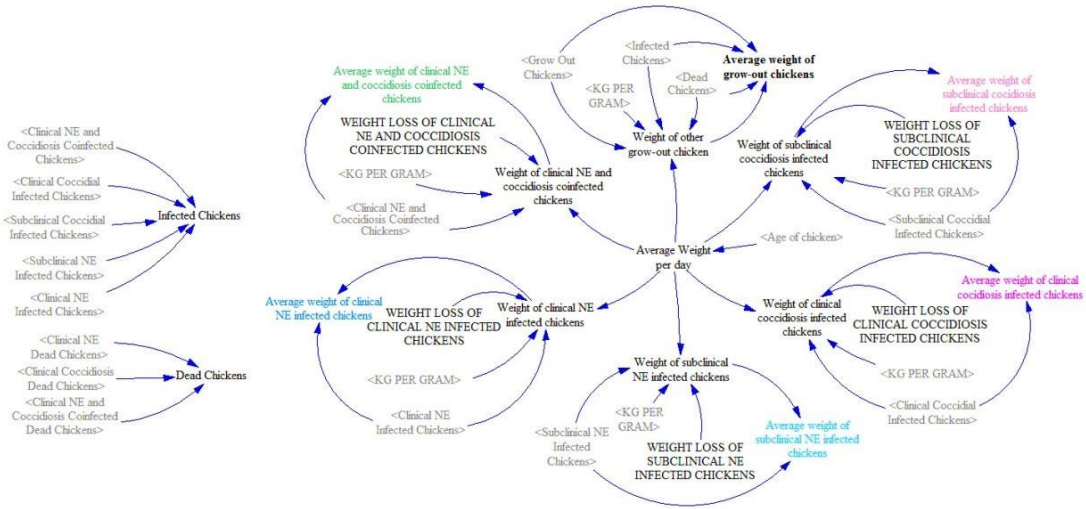 <Clinical NE and
Coccidiosis Coinfected
Chickens>
<Clinical Coccidial
Infected Chickens>
<Subclinical Coccidial
Infected Chickens>
<Subclinical NE
Infected Chickens>
<Clinical NE
Infected Chickens>
Infected Chickens
<Clinical NE
Dead Chickens>
<Clinical Coccidiosis
Dead Chickens>
<Clinical NE and
Coccidiosis Coinfected
Dead Chickens>
Dead Chickens
Average weight of clinical NE
and coccidiosis coinfected
chickens
WEIGHT LOSS OF CLINICAL
NE AND COCCIDIOSIS
COINFECTED CHICKENS
<KG PER GRAM>
<Clinical NE and
Coccidiosis Coinfected
Chickens>
Weight of clinical NE and
coccidiosis coinfected
chickens
<Grow Out
Chickens>
<Infected
Chickens>
<KG PER
GRAM>
<Dead
Chickens>
Average weight of
grow-out chickens
Weight of other
grow-out chicken
Average weight of
subclinical cocidiosis
infected chickens
WEIGHT LOSS OF
SUBCLINICAL
COCCIDIOSIS
INFECTED CHICKENS
Weight of subclinical
coccidiosis infected
chickens
<KG PER GRAM>
<Subclinical Coccidial
Infected Chickens>
<Age of chicken>
Average Weight
per day
Average weight of clinical
NE infected chickens
WEIGHT LOSS OF
CLINICAL NE INFECTED
CHICKENS
Weight of clinical NE
infected chickens
<KG PER GRAM>
<Clinical NE
Infected Chickens>
Weight of subclinical
NE infected chickens
<Subclinical NE
Infected
Chickens>
<KG PER
GRAM>
WEIGHT LOSS OF
SUBCLINICAL NE
INFECTED CHICKENS
Average weight of
subclinical NE infected
chickens
Average weight of clinical
cocidiosis infected chickens
Weight of clinical
coccidiosis infected
chickens
WEIGHT LOSS OF
CLINICAL COCCIDIOSIS
INFECTED CHICKENS
<KG PER GRAM>
<Clinical Coccidial
Infected Chickens>